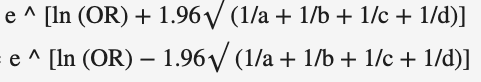 e ^ [ln (OR) + 1.96√ (1/a + 1/b + 1/c + 1/d)]
e ^ [ln (OR) – 1.96√ (1/a + 1/b + 1/c + 1/d)]